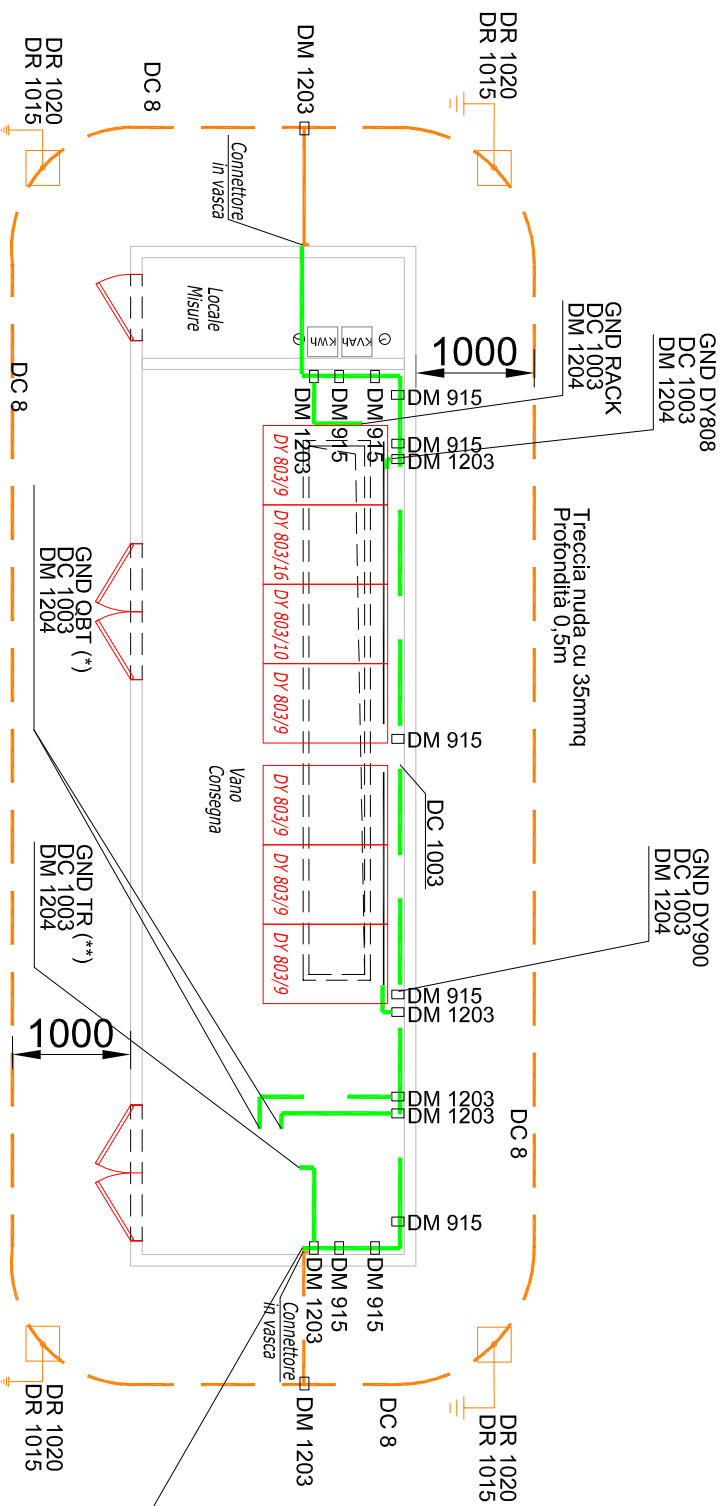 DR 1020
DR 1015
DC 8
DM 1203
DR 1020
DR 1015
Connettore
in vasca
Locale
Misure
KWh
KVAh
1000
GND RACK
DC 1003
DM 1204
GND DY808
DC 1003
DM 1204
DM 915
DM 915
DM 1203
DM 915
DM 915
DM 1203
DC 8
DY 803/9
DY 803/16
DY 803/10
DY 803/9
DY 803/9
DY 803/9
DY 803/9
Treccia nuda cu 35mmq
Profondità 0,5m
GND QBT (*)
DC 1003
DM 1204
DM 915
Vano
Consegna
DC 1003
GND DY900
DC 1003
DM 1204
GND TR (**)
DC 1003
DM 1204
DM 915
DM 1203
1000
DM 1203
DM 1203
DC 8
DM 915
DM 915
DM 915
DM 1203
Connettore
in vasca
DC 8
DM 1203
DR 1020
DR 1015
DR 1020
DR 1015